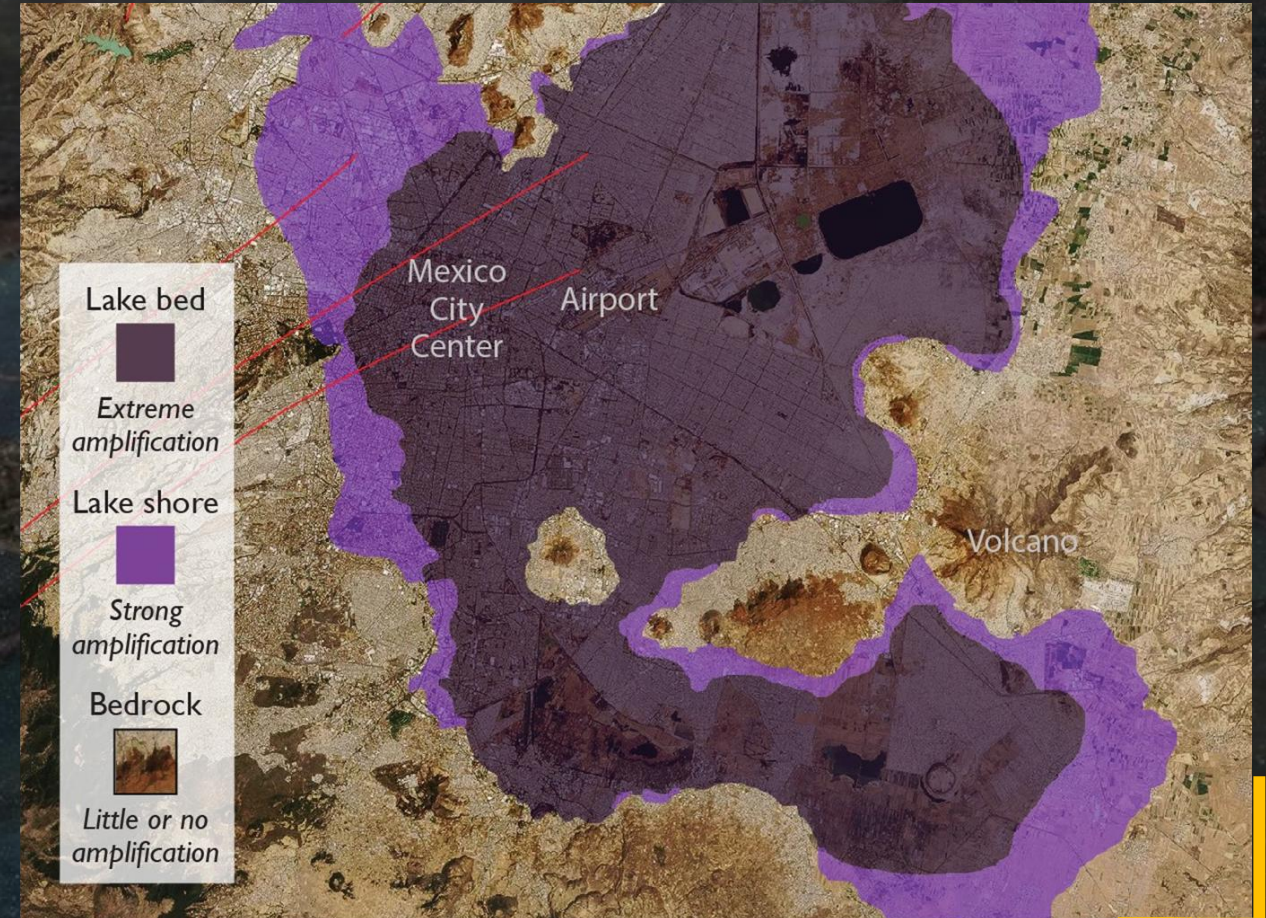 Lake bed
Extreme
amplification
Lake shore
Strong
amplification
Bedrock
Little or no
amplification
Mexico
City
Center
Airport
Volcano